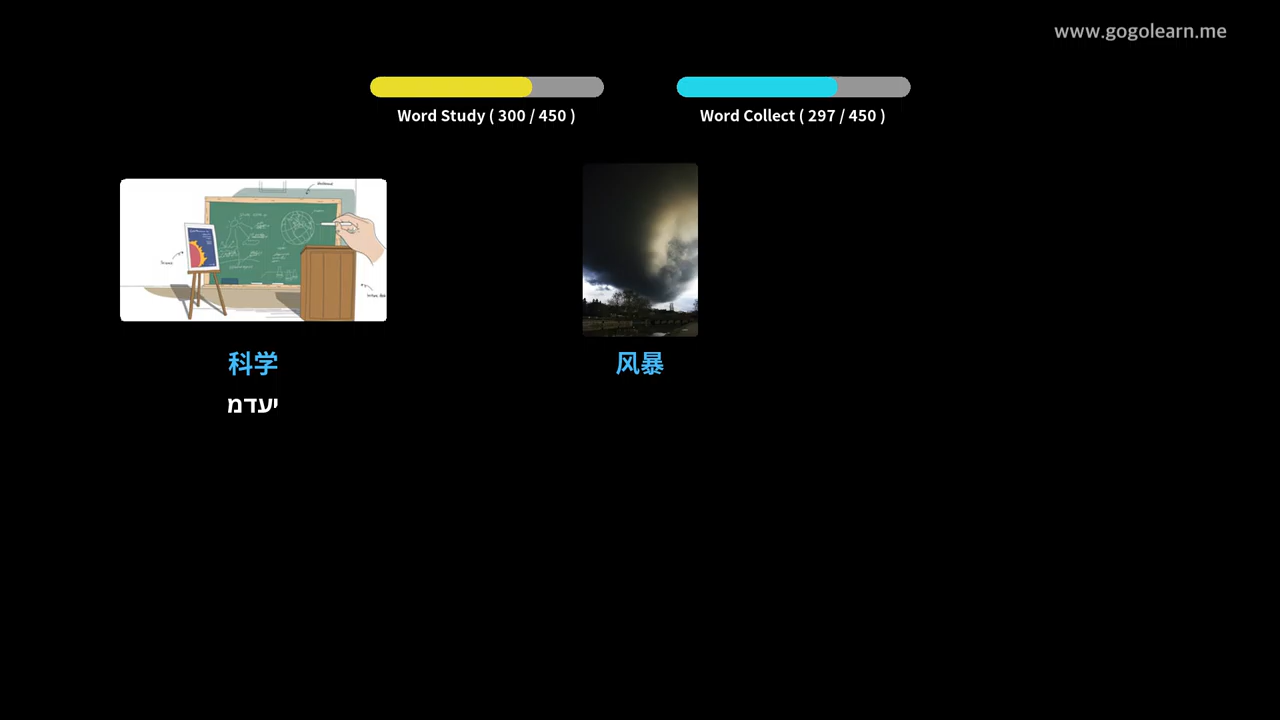 www.gogolearn.me
Word Study ( 300 / 450 )
Word Collect ( 297 / 450 )
科学
风暴
יעדמ